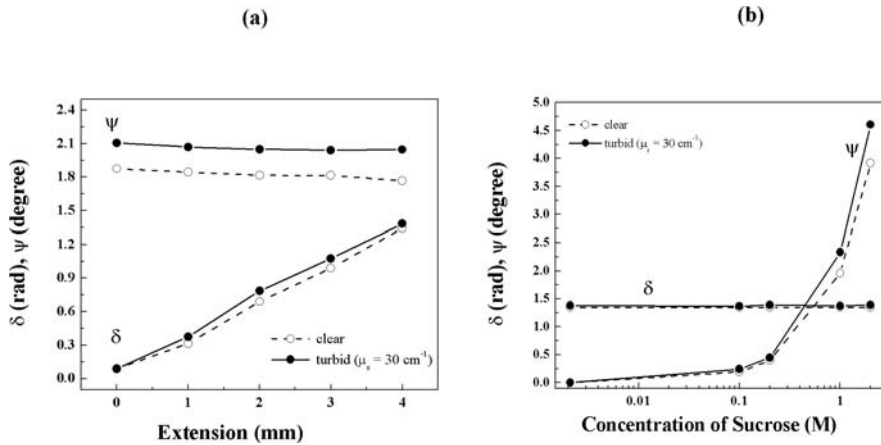 (a)
δ (rad), ψ (degree)
2.4
2.1
1.8
1.5
1.2
0.9
0.6
0.3
0.0
ψ
δ
clear
turbid (μs = 30 cm-1)
0 1 2 3 4
Extension (mm)
(b)
δ (rad), ψ (degree)
5.0
4.5
4.0
3.5
3.0
2.5
2.0
1.5
1.0
0.5
0.0
clear
turbid (μs = 30 cm-1)
ψ
δ
0.01 0.1 1
Concentration of Sucrose (M)